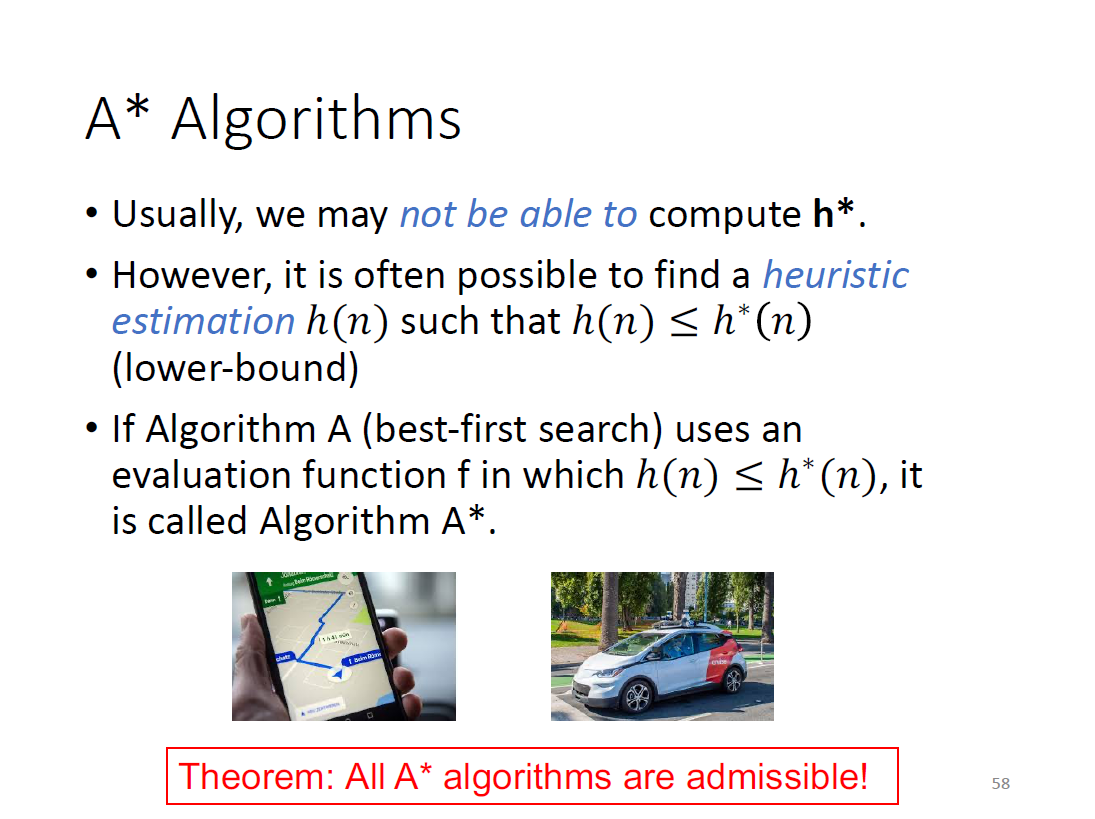 A* Algorithms
• Usually, we may not be able to compute h*.
• However, it is often possible to find a heuristic
estimation h(n) such that h(n) ≤ h*(n)
(lower-bound)
• If Algorithm A (best-first search) uses an
evaluation function f in which h(n) ≤ h*(n), it
is called Algorithm A*.
cruise
Theorem: All A* algorithms are admissible!
58